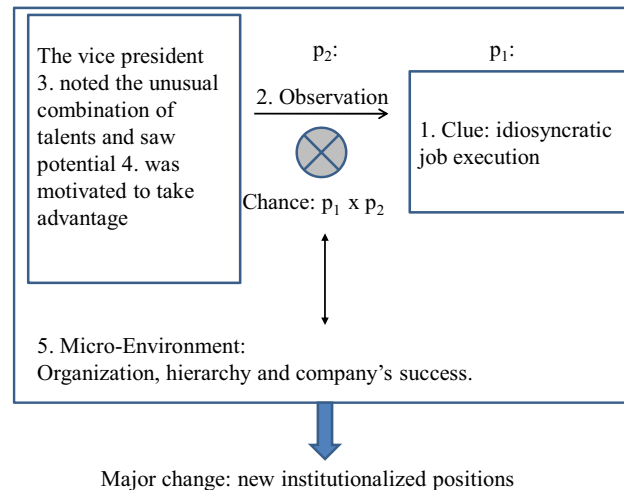 The vice president
3. noted the unusual
combination of
talents and saw
potential 4. was
motivated to take
advantage
p₂:
2. Observation
Chance: p₁ x p₂
p₁:
1. Clue: idiosyncratic
job execution
5. Micro-Environment:
Organization, hierarchy and company’s success.
Major change: new institutionalized positions